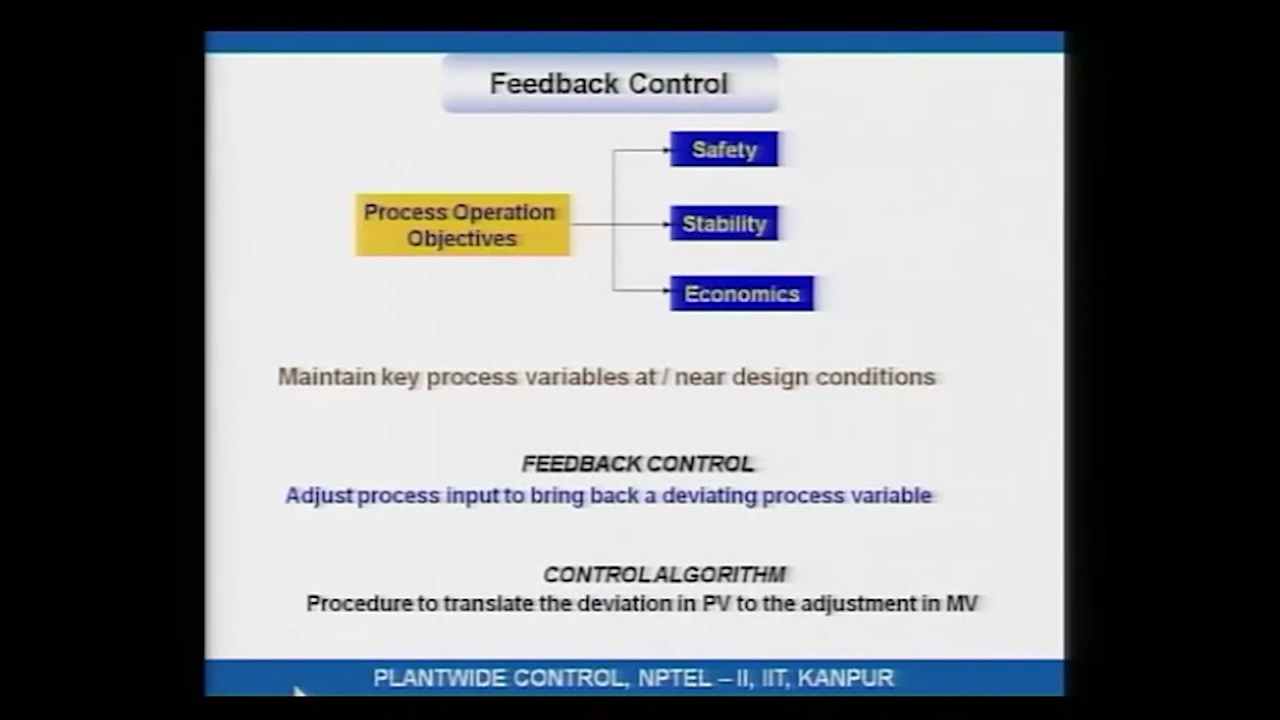 Feedback Control
Safety
Process Operation
Objectives
Stability
Economics
Maintain key process variables at / near design conditions
FEEDBACK CONTROL
Adjust process input to bring back a deviating process variable
CONTROL ALGORITHM
Procedure to translate the deviation in PV to the adjustment in MV
PLANTWIDE CONTROL, NPTEL – II, IIT, KANPUR